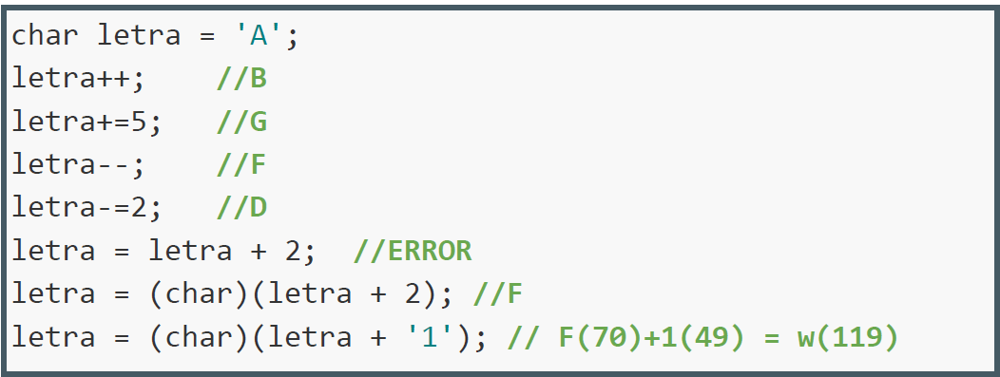 char letra = 'A';
letra++;    //B
letra+=5;   //G
letra--;    //F
letra-=2;   //D
letra = letra + 2;  //ERROR
letra = (char)(letra + 2); //F
letra = (char)(letra + '1'); // F(70)+1(49) = w(119)